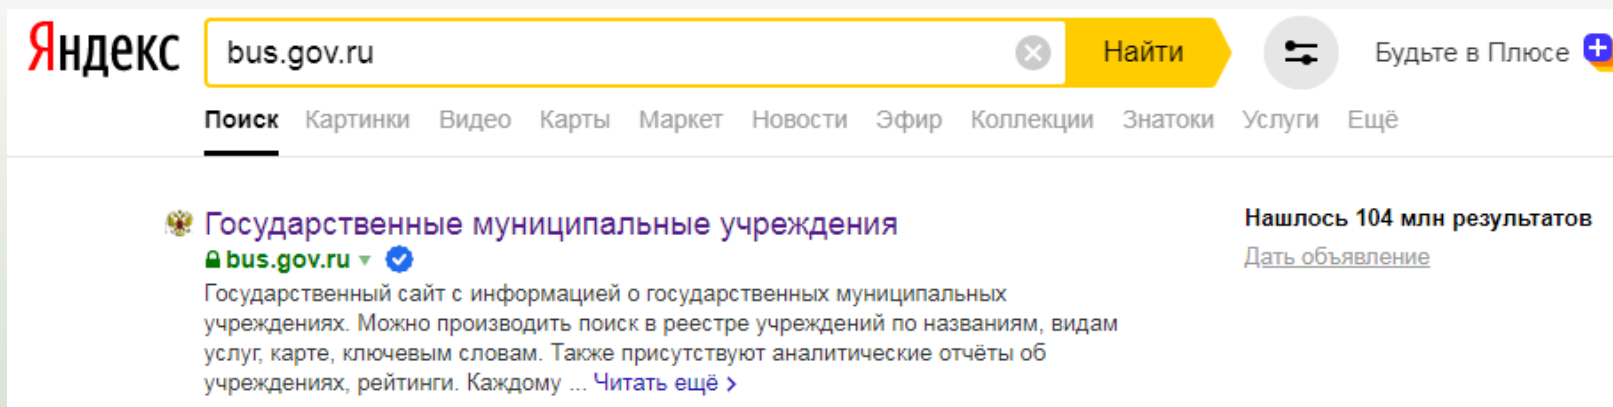 Яндекс bus.gov.ru Найти Будьте в Плюсе
Поиск Картинки Видео Карты Маркет Новости Эфир Коллекции Знатоки Услуги Ещё
Государственные муниципальные учреждения
bus.gov.ru
Государственный сайт с информацией о государственных муниципальных
учреждениях. Можно производить поиск в реестре учреждений по названиям, видам
услуг, карте, ключевым словам. Также присутствуют аналитические отчёты об
учреждениях, рейтинги. Каждому ... Читать ещё >
Нашлось 104 млн результатов
Дать объявление